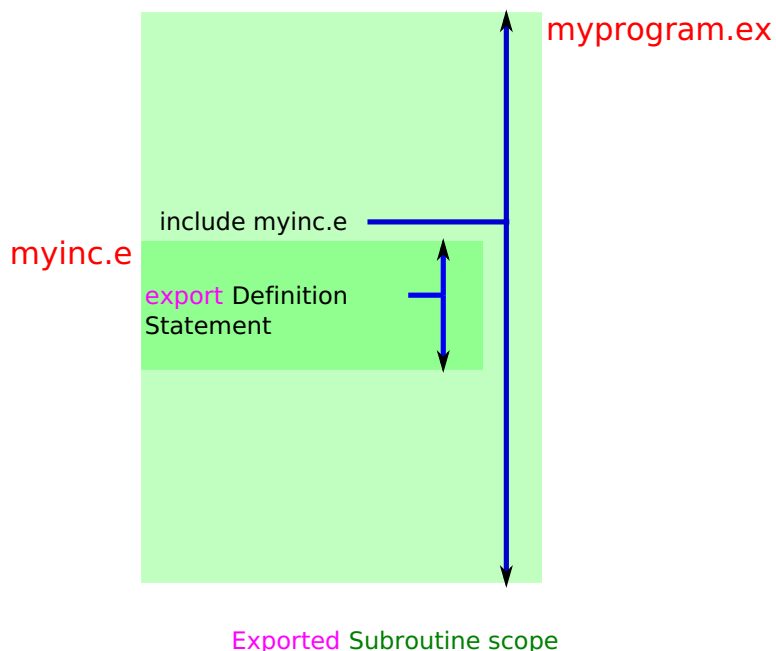 myprogram.ex
include myinc.e
myinc.e
export Definition
Statement
Exported Subroutine scope